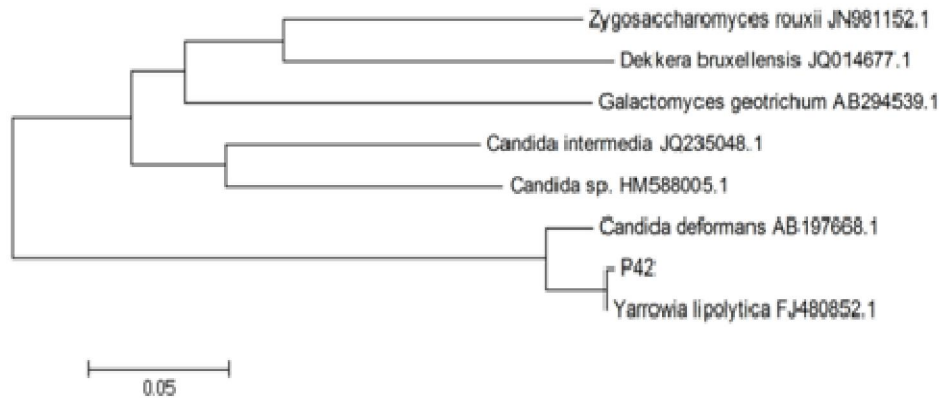 Zygosaccharomyces rouxii JN981152.1
Dekkera bruxellensis JQ014677.1
Galactomyces geotrichum AB294539.1
Candida intermedia JQ235048.1
Candida sp. HM588005.1
Candida deformans AB197668.1
P42
Yarrowia lipolytica FJ480852.1
0.05